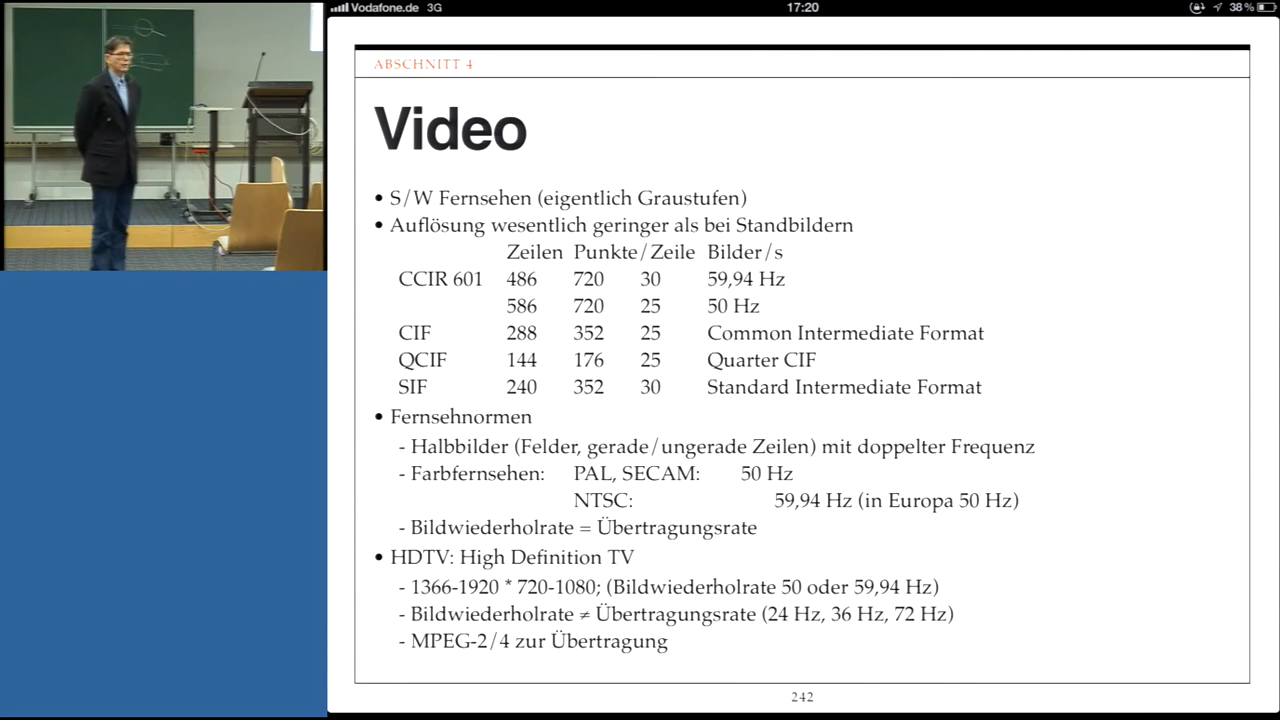 Vodafone.de 3G 17:20 38 %
ABSCHNITT 4
Video
• S/W Fernsehen (eigentlich Graustufen)
• Auflösung wesentlich geringer als bei Standbildern
Zeilen Punkte/Zeile Bilder/s
CCIR 601 486 720 30 59,94 Hz
586 720 25 50 Hz
CIF 288 352 25 Common Intermediate Format
QCIF 144 176 25 Quarter CIF
SIF 240 352 30 Standard Intermediate Format
• Fernsehnormen
- Halbbilder (Felder, gerade/ungerade Zeilen) mit doppelter Frequenz
- Farbfernsehen: PAL, SECAM: 50 Hz
NTSC: 59,94 Hz (in Europa 50 Hz)
- Bildwiederholrate = Übertragungsrate
• HDTV: High Definition TV
- 1366-1920 * 720-1080; (Bildwiederholrate 50 oder 59,94 Hz)
- Bildwiederholrate ≠ Übertragungsrate (24 Hz, 36 Hz, 72 Hz)
- MPEG-2/4 zur Übertragung
242